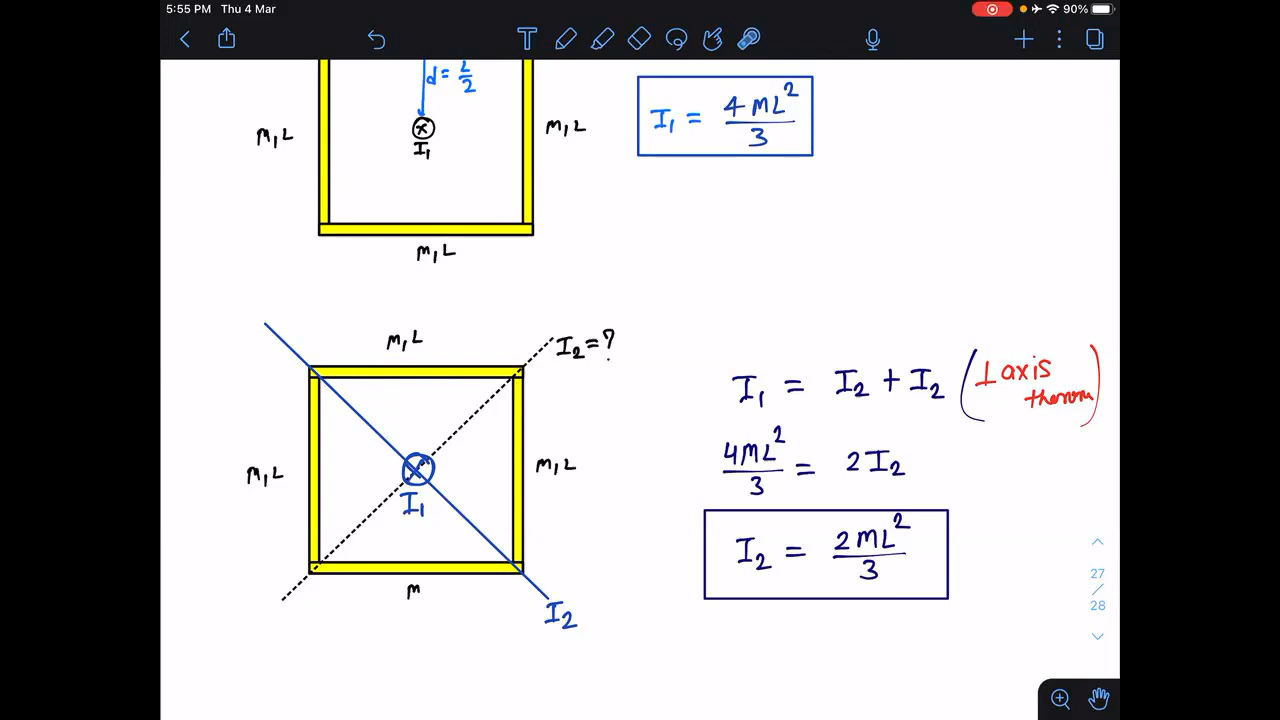 5:55 PM Thu 4 Mar
90%
d = L/2
I₁ = 4ML²/3
M,L
M,L
I₁
M,L
M,L
I₂ = ?
M,L
M,L
I₁
M
I₂
I₁ = I₂ + I₂ (⊥ axis
theorem)
4ML²/3 = 2I₂
I₂ = 2ML²/3
27
/
28